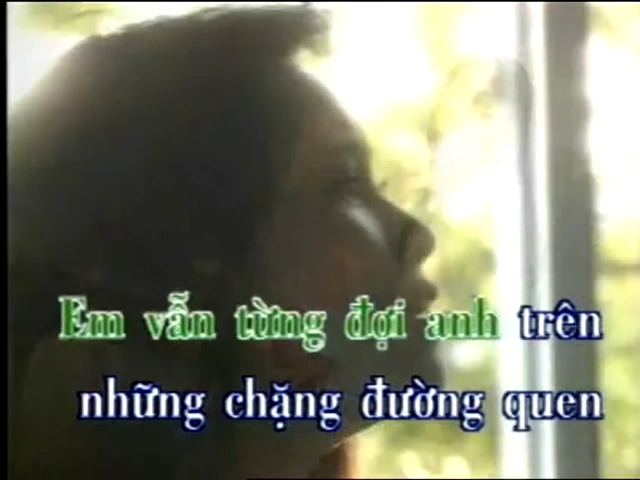 Em vẫn từng đợi anh trên
những chặng đường quen